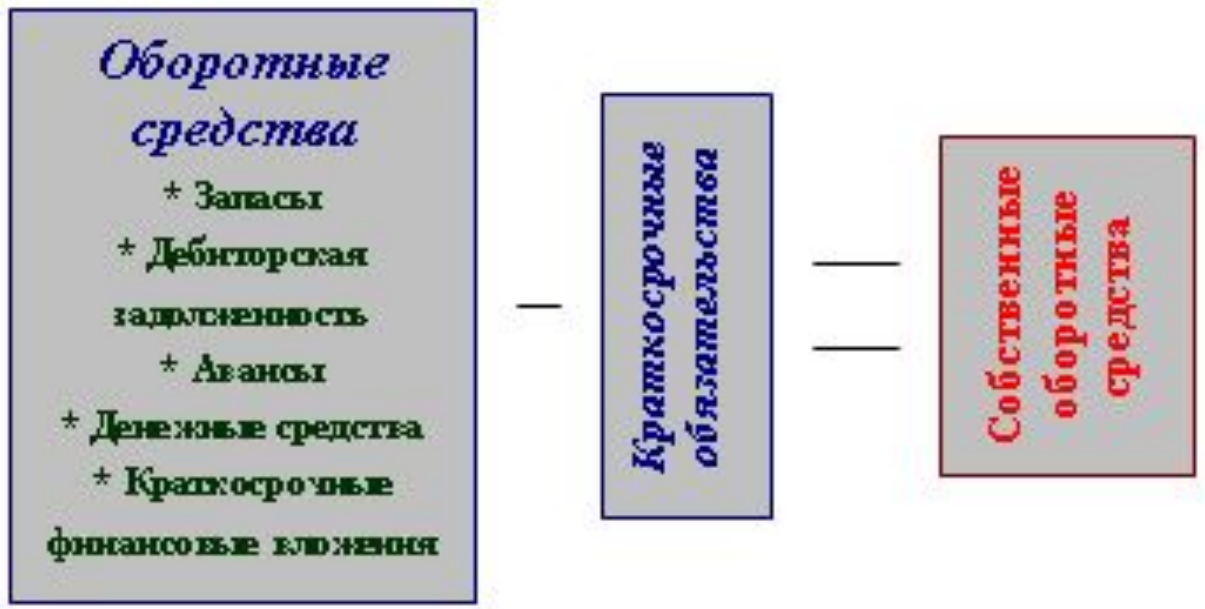 Оборотные
средства
* Запасы
* Дебиторская
задолженность
* Авансы
* Денежные средства
* Краткосрочные
финансовые вложения
—
Краткосрочные
обязательства
=
Собственные
оборотные
средства